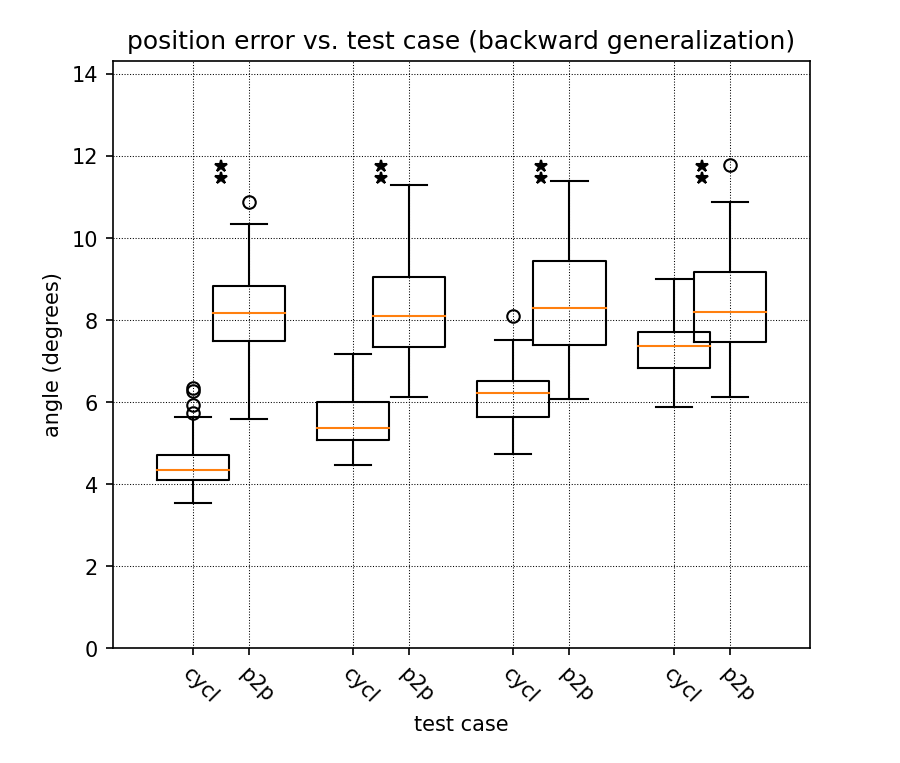 position error vs. test case (backward generalization)
14
12
10
8
6
4
2
0
angle (degrees)
cycl p2p cycl p2p cycl p2p cycl p2p
test case